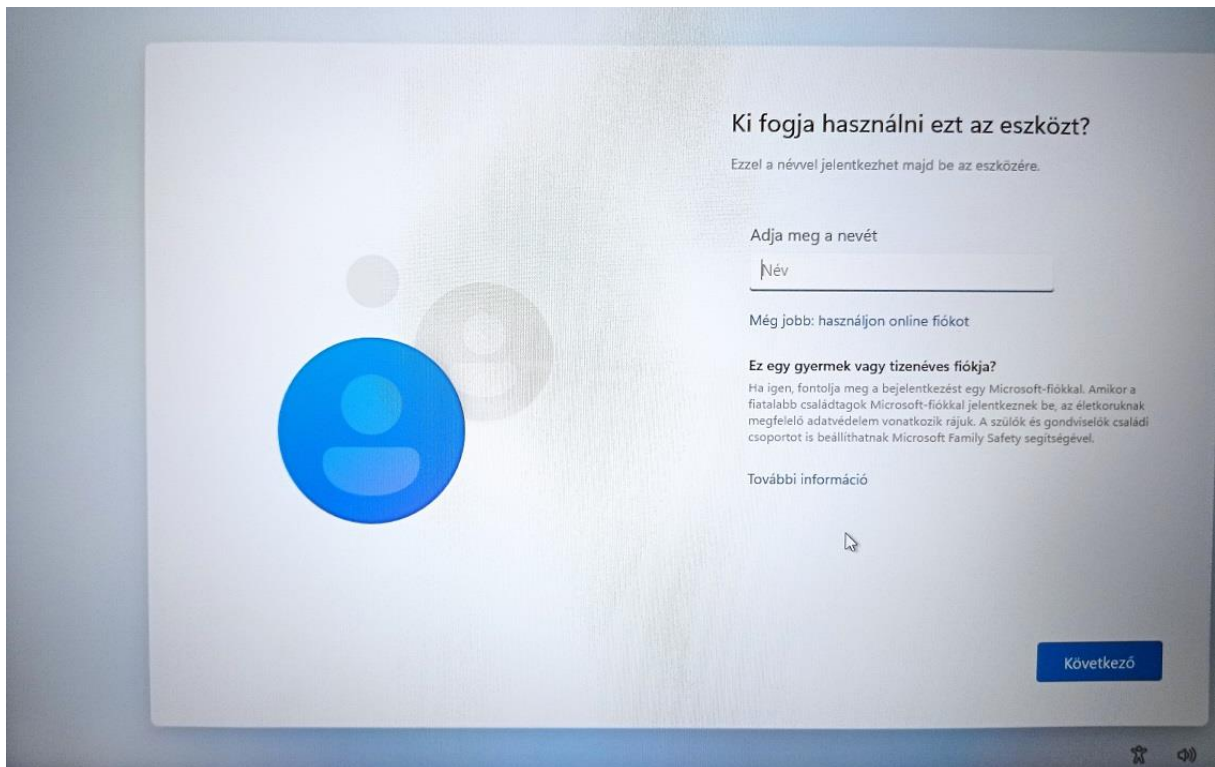 Ki fogja használni ezt az eszközt?
Ezzel a névvel jelentkezhet majd be az eszközére.
Adja meg a nevét
Név
Még jobb: használjon online fiókot
Ez egy gyermek vagy tizenéves fiókja?
Ha igen, fontolja meg a bejelentkezést egy Microsoft-fiókkal. Amikor a
fiatalabb családtagok Microsoft-fiókkal jelentkeznek be, az életkoruknak
megfelelő adatvédelem vonatkozik rájuk. A szülők és gondviselők családi
csoportot is beállíthatnak Microsoft Family Safety segítségével.
További információ
Következő